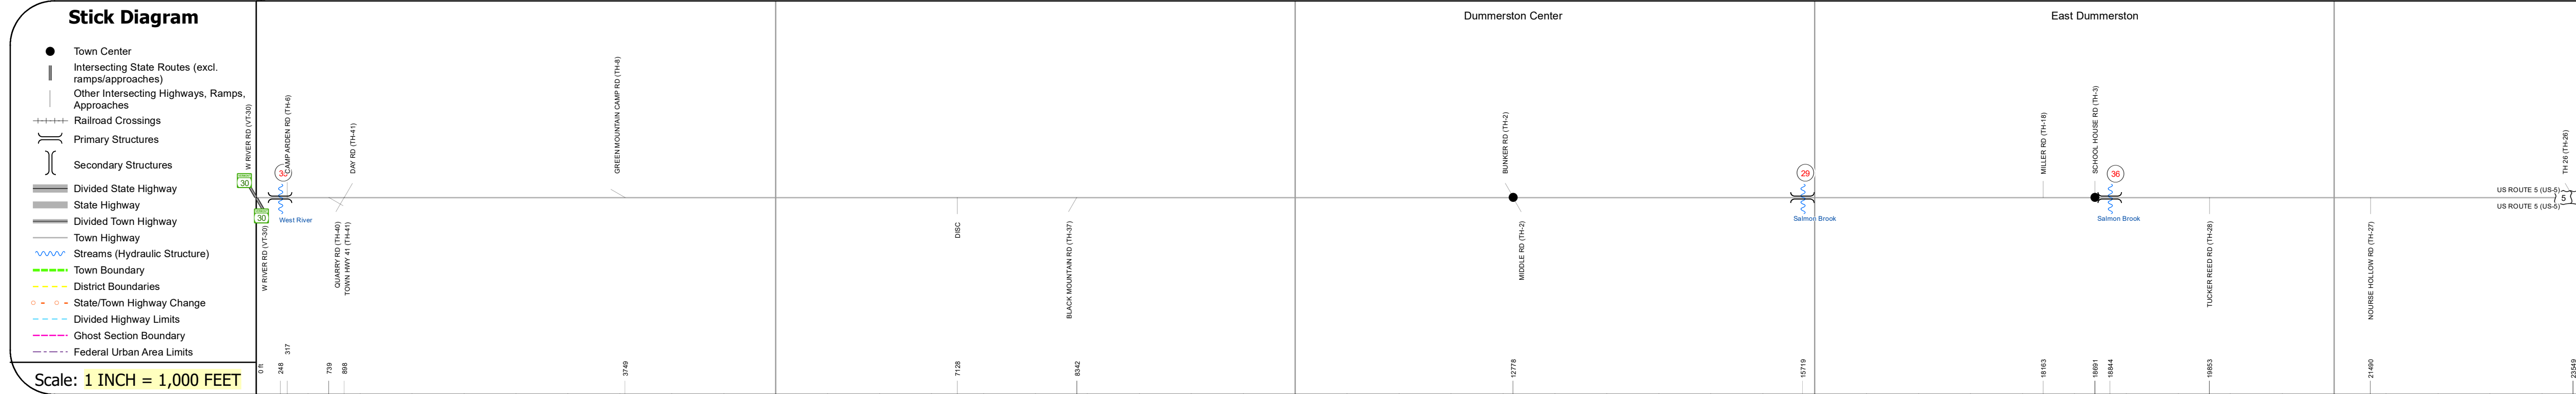 Stick Diagram
Town Center
Intersecting State Routes (excl.
ramps/approaches)
Other Intersecting Highways, Ramps,
Approaches
Railroad Crossings
Primary Structures
Secondary Structures
Divided State Highway
State Highway
Divided Town Highway
Town Highway
Streams (Hydraulic Structure)
Town Boundary
District Boundaries
State/Town Highway Change
Divided Highway Limits
Ghost Section Boundary
Federal Urban Area Limits
Scale: 1 INCH = 1,000 FEET
Dummerston Center
East Dummerston
W RIVER RD (VT-30)
30
30
W RIVER RD (VT-30)
CAMP ARDEN RD (TH-6)
West River
DAY RD (TH-41)
QUARRY RD (TH-40)
TOWN HWY 41 (TH-41)
GREEN MOUNTAIN CAMP RD (TH-8)
DISC
BLACK MOUNTAIN RD (TH-37)
BUNKER RD (TH-2)
MIDDLE RD (TH-2)
29
Salmon Brook
MILLER RD (TH-18)
SCHOOL HOUSE RD (TH-3)
36
Salmon Brook
TUCKER REED RD (TH-28)
NOURSE HOLLOW RD (TH-27)
US ROUTE 5 (US-5)
US ROUTE 5 (US-5)
5
TH 26 (TH-26)
0 ft
248
317
739
898
3749
7128
8342
12778
15719
18163
18691
18844
19853
21490
23549